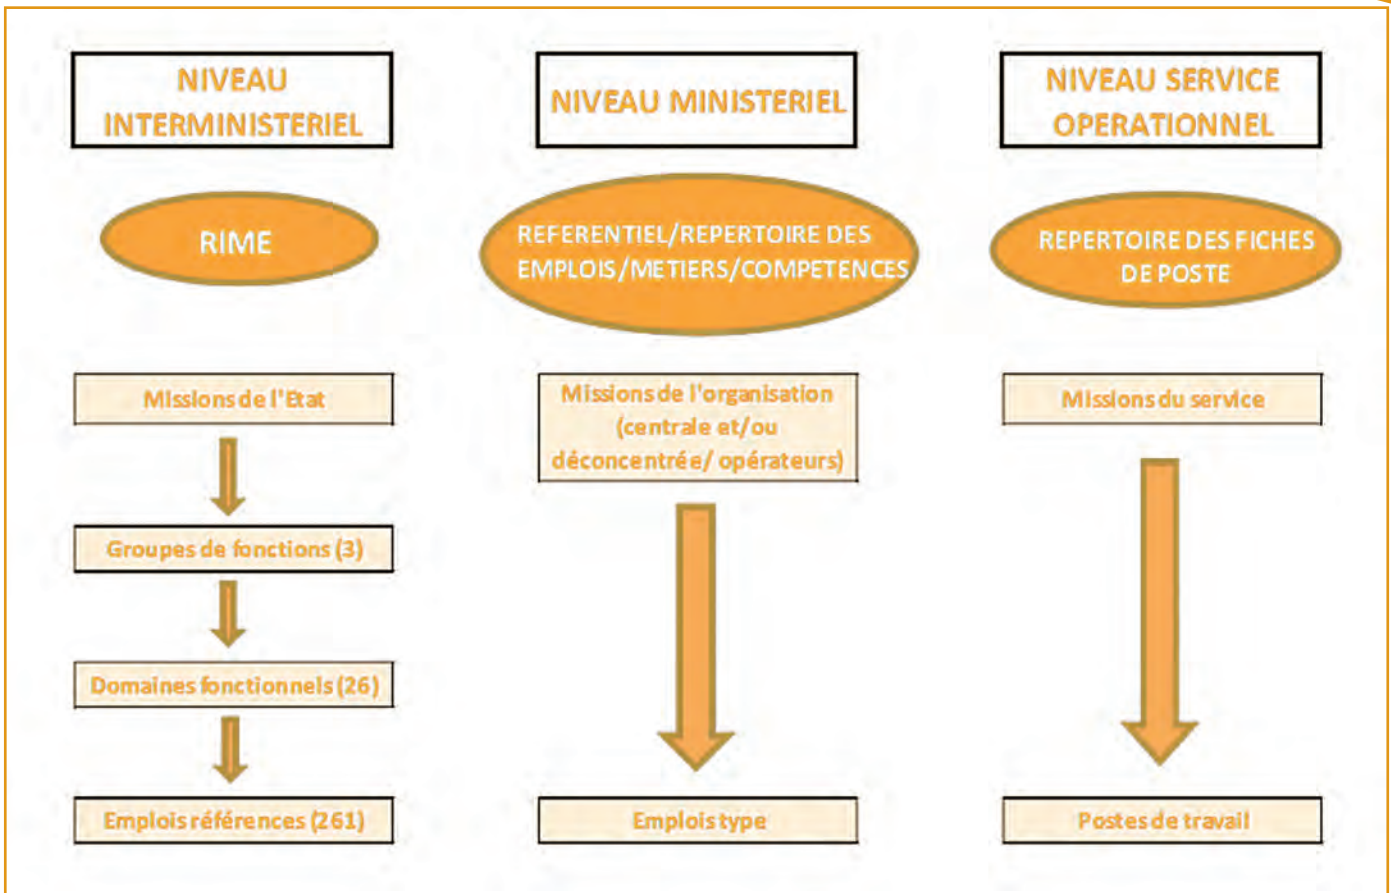 NIVEAU
INTERMINISTERIEL
RIME
Missions de l'Etat
Groupes de fonctions (3)
Domaines fonctionnels (26)
Emplois références (261)
NIVEAU MINISTERIEL
REFERENTIEL/REPERTOIRE DES
EMPLOIS/METIERS/COMPETENCES
Missions de l'organisation
(centrale et/ou
déconcentrée/ opérateurs)
Emplois type
NIVEAU SERVICE
OPERATIONNEL
REPERTOIRE DES FICHES
DE POSTE
Missions du service
Postes de travail